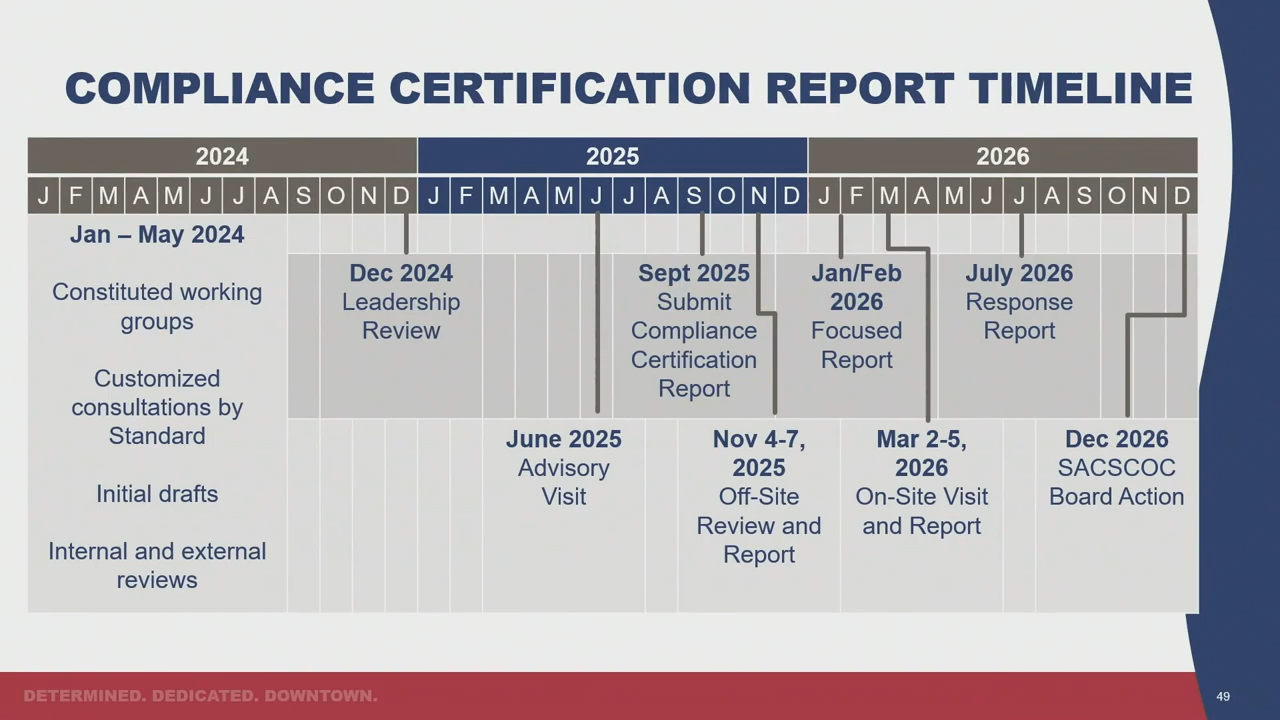 COMPLIANCE CERTIFICATION REPORT TIMELINE
2024 2025 2026
J F M A M J J A S O N D J F M A M J J A S O N D J F M A M J J A S O N D
Jan – May 2024
Constituted working
groups
Customized
consultations by
Standard
Initial drafts
Internal and external
reviews
Dec 2024
Leadership
Review
June 2025
Advisory
Visit
Sept 2025
Submit
Compliance
Certification
Report
Nov 4-7,
2025
Off-Site
Review and
Report
Jan/Feb
2026
Focused
Report
Mar 2-5,
2026
On-Site Visit
and Report
July 2026
Response
Report
Dec 2026
SACSCOC
Board Action
DETERMINED. DEDICATED. DOWNTOWN.
49